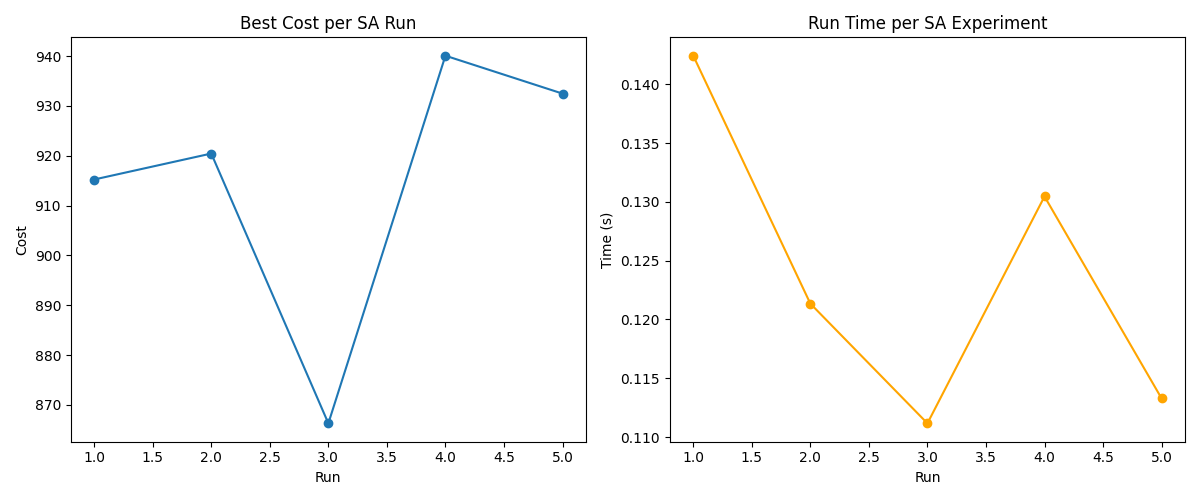 Best Cost per SA Run
Cost
940
930
920
910
900
890
880
870
1.0 1.5 2.0 2.5 3.0 3.5 4.0 4.5 5.0
Run
Run Time per SA Experiment
Time (s)
0.140
0.135
0.130
0.125
0.120
0.115
0.110
1.0 1.5 2.0 2.5 3.0 3.5 4.0 4.5 5.0
Run